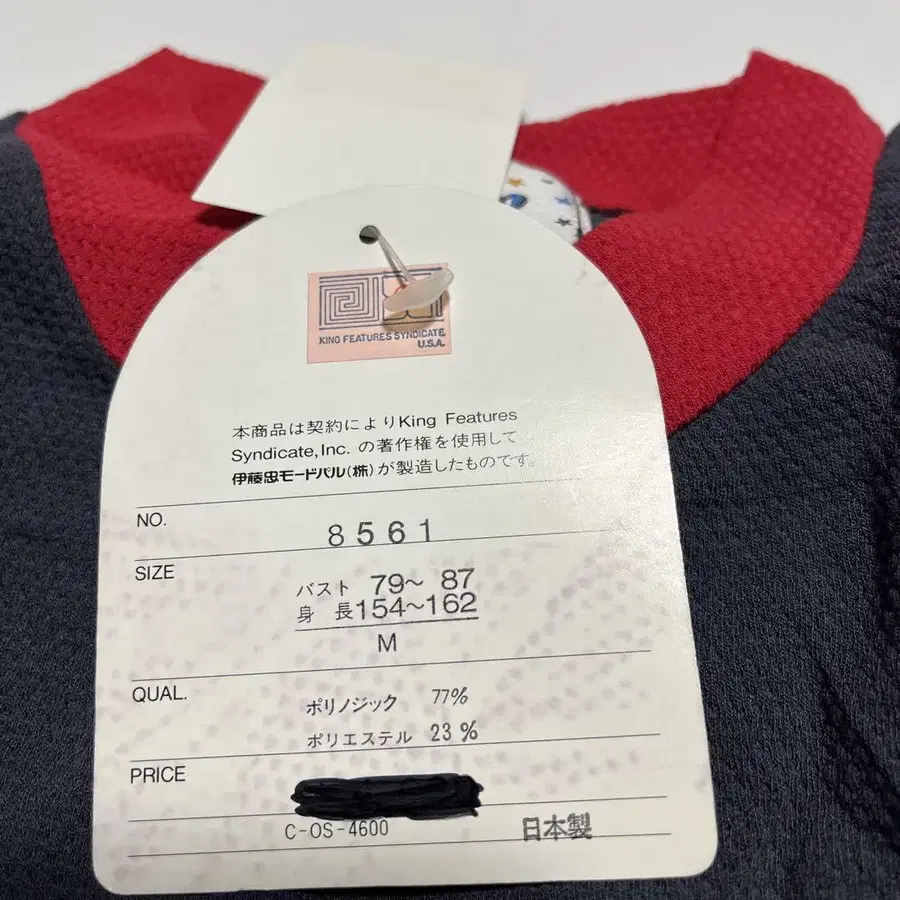 KING FEATURES SYNDICATE
U.S.A.
本商品は契約によりKing Features
Syndicate,Inc. の著作権を使用して
伊藤忠モードパル(株)が製造したものです。
NO.
8561
SIZE
バスト 79〜 87
身 長154〜162
M
QUAL.
ポリノジック 77%
ポリエステル 23%
PRICE
C-OS-4600 日本製